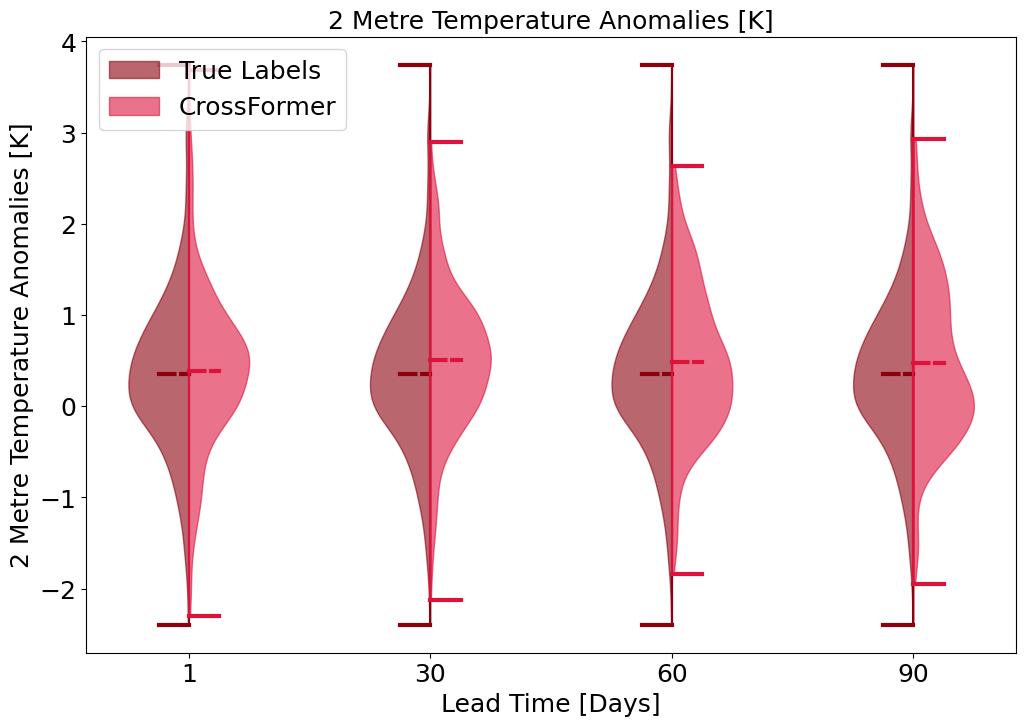 2 Metre Temperature Anomalies [K]
True Labels
CrossFormer
2 Metre Temperature Anomalies [K]
4
3
2
1
0
−1
−2
1 30 60 90
Lead Time [Days]